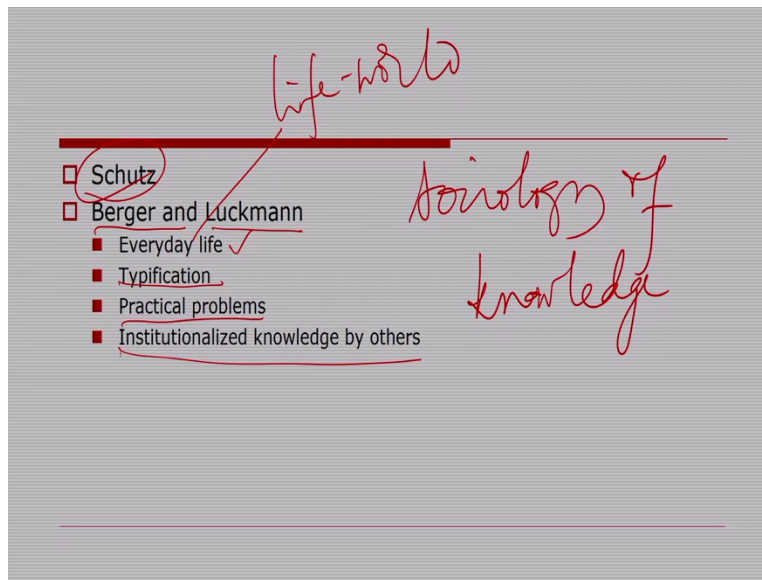 life-world
Schutz
Berger and Luckmann
Everyday life
Typification
Practical problems
Institutionalized knowledge by others
sociology of
knowledge